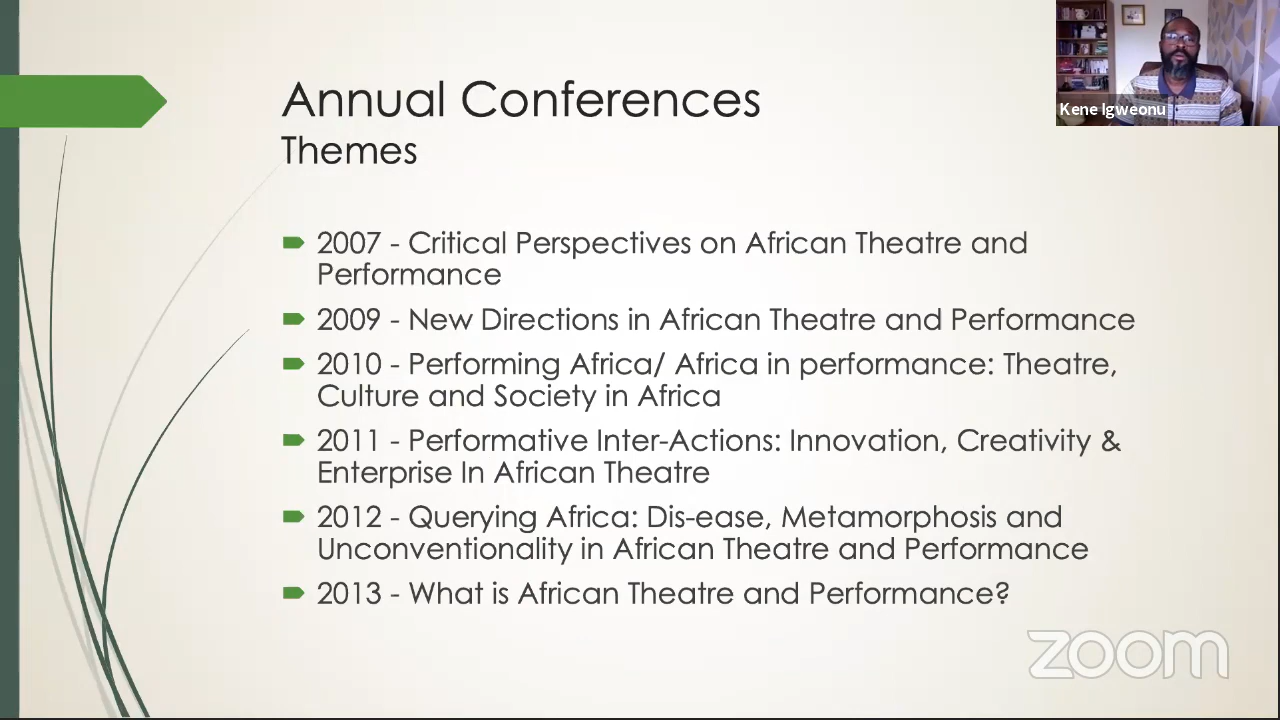 Annual Conferences
Themes
Kene Igweonu
2007 - Critical Perspectives on African Theatre and
Performance
2009 - New Directions in African Theatre and Performance
2010 - Performing Africa/ Africa in performance: Theatre,
Culture and Society in Africa
2011 - Performative Inter-Actions: Innovation, Creativity &
Enterprise In African Theatre
2012 - Querying Africa: Dis-ease, Metamorphosis and
Unconventionality in African Theatre and Performance
2013 - What is African Theatre and Performance?
zoom